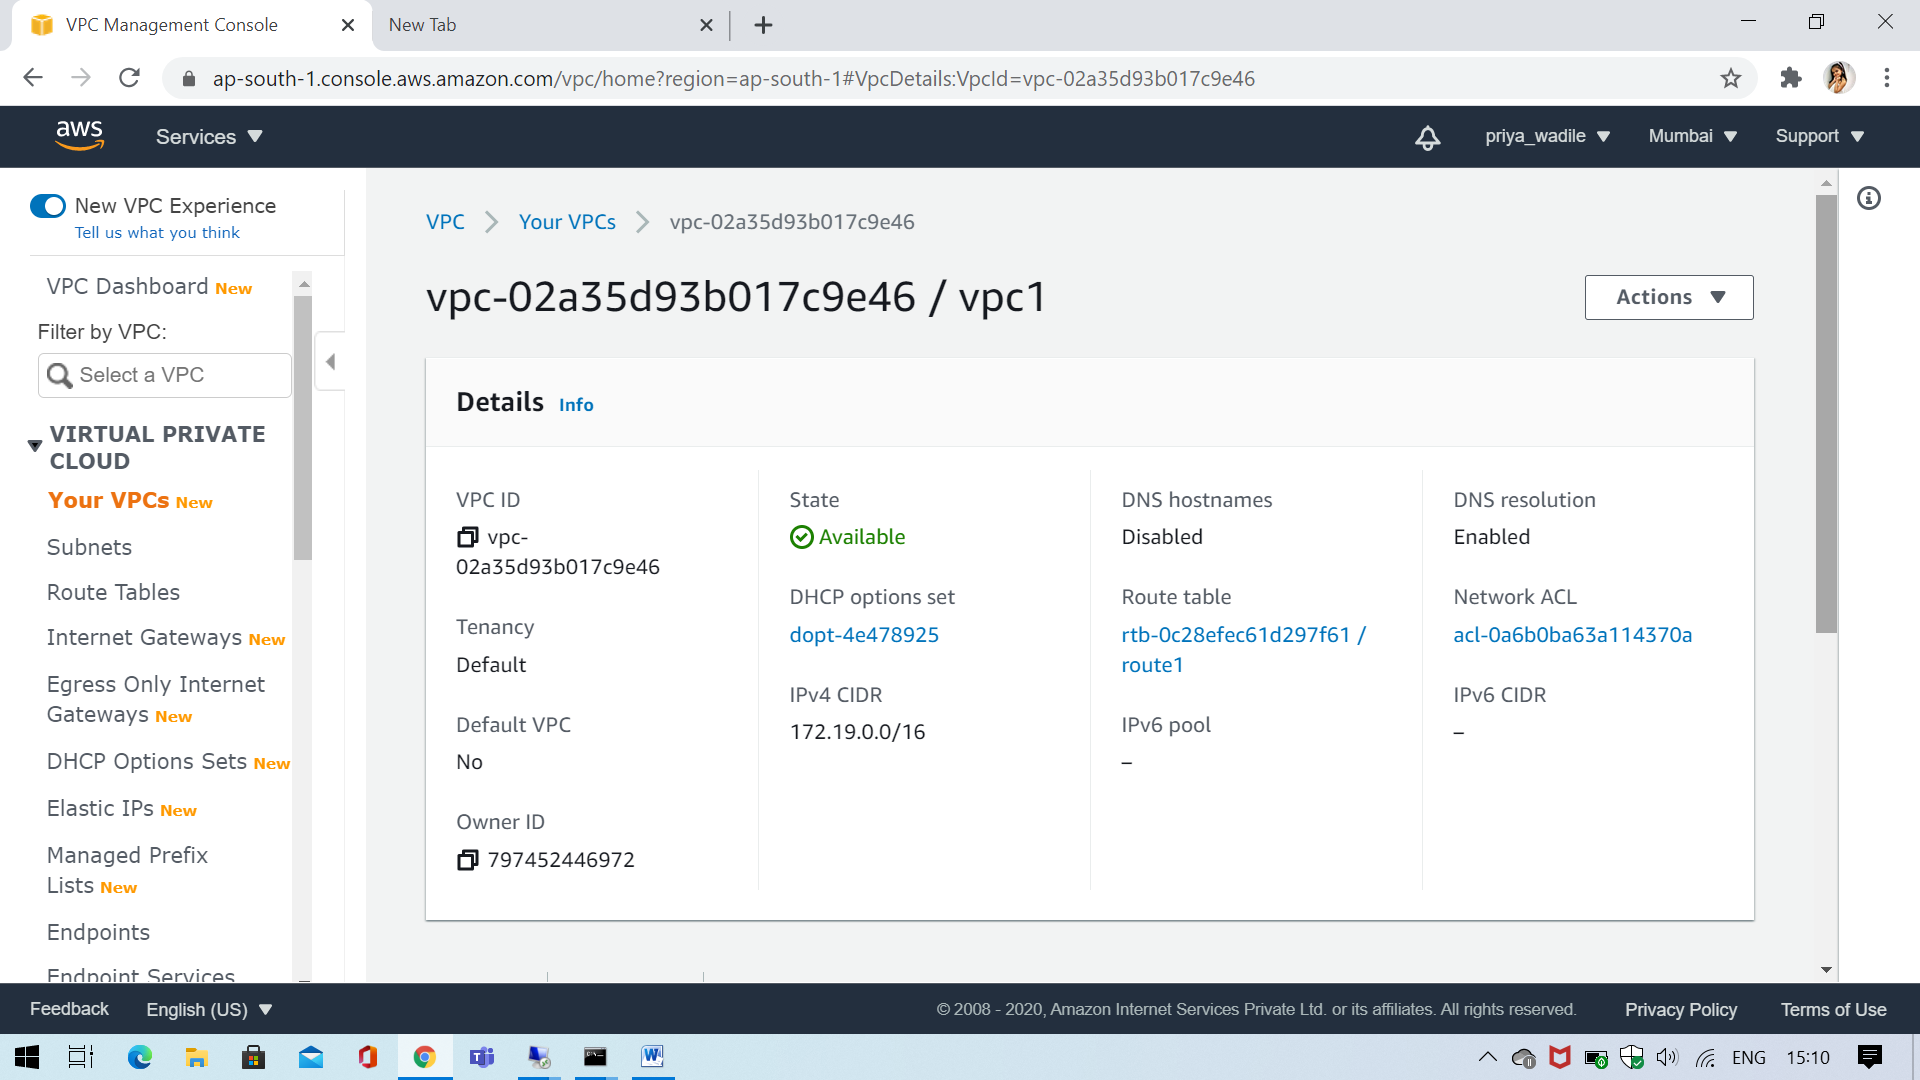 VPC Management Console
New Tab
ap-south-1.console.aws.amazon.com/vpc/home?region=ap-south-1#VpcDetails:VpcId=vpc-02a35d93b017c9e46
aws
Services
priya_wadile
Mumbai
Support
New VPC Experience
Tell us what you think
VPC Dashboard New
Filter by VPC:
Select a VPC
VIRTUAL PRIVATE
CLOUD
Your VPCs New
Subnets
Route Tables
Internet Gateways New
Egress Only Internet
Gateways New
DHCP Options Sets New
Elastic IPs New
Managed Prefix
Lists New
Endpoints
Endpoint Services
VPC
Your VPCs
vpc-02a35d93b017c9e46
vpc-02a35d93b017c9e46 / vpc1
Actions
Details Info
VPC ID
vpc-
02a35d93b017c9e46
Tenancy
Default
Default VPC
No
Owner ID
797452446972
State
Available
DHCP options set
dopt-4e478925
IPv4 CIDR
172.19.0.0/16
DNS hostnames
Disabled
Route table
rtb-0c28efec61d297f61 /
route1
IPv6 pool
–
DNS resolution
Enabled
Network ACL
acl-0a6b0ba63a114370a
IPv6 CIDR
–
Feedback
English (US)
© 2008 - 2020, Amazon Internet Services Private Ltd. or its affiliates. All rights reserved.
Privacy Policy
Terms of Use
ENG
15:10